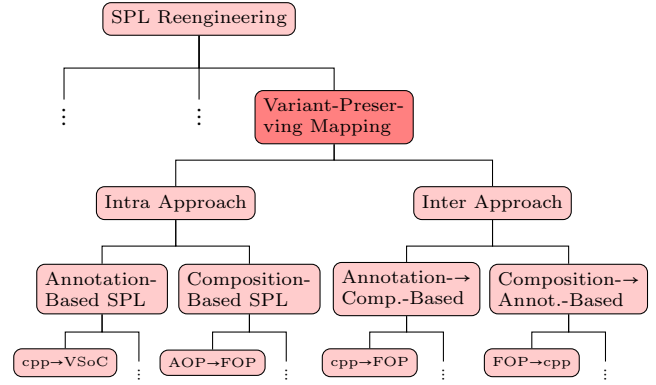 SPL Reengineering
⋮ ⋮
Variant-Preser-
ving Mapping
Intra Approach
Inter Approach
Annotation-
Based SPL
Composition-
Based SPL
Annotation-→
Comp.-Based
Composition→
Annot.-Based
cpp→VSoC
⋮
AOP→FOP
⋮
cpp→FOP
⋮
FOP→cpp
⋮